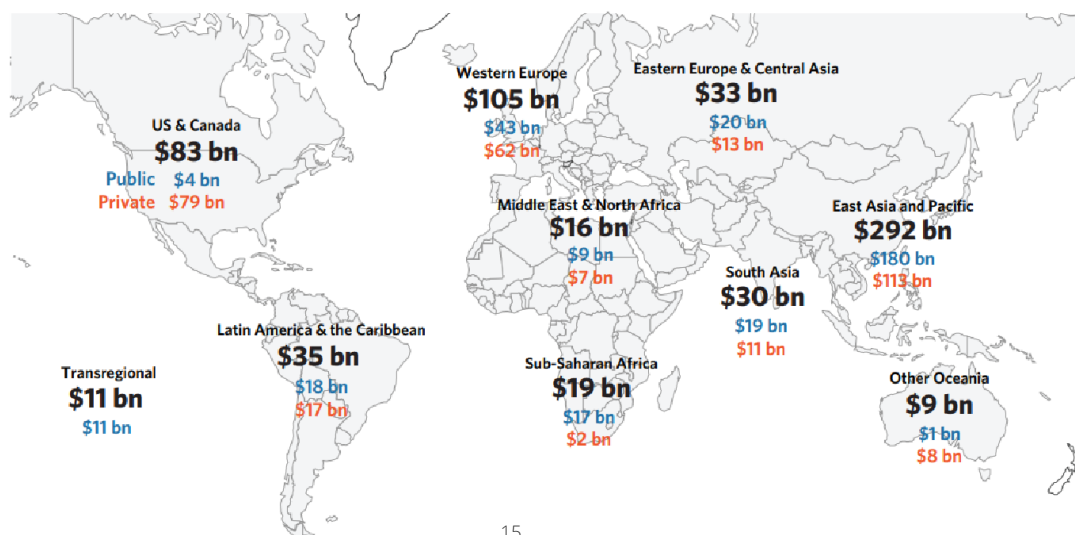 Western Europe
$105 bn
$43 bn
$62 bn
Eastern Europe & Central Asia
$33 bn
$20 bn
$13 bn
US & Canada
$83 bn
Public $4 bn
Private $79 bn
Middle East & North Africa
$16 bn
$9 bn
$7 bn
East Asia and Pacific
$292 bn
$180 bn
$113 bn
South Asia
$30 bn
$19 bn
$11 bn
Latin America & the Caribbean
$35 bn
$18 bn
$17 bn
Transregional
$11 bn
$11 bn
Sub-Saharan Africa
$19 bn
$17 bn
$2 bn
Other Oceania
$9 bn
$1 bn
$8 bn
15